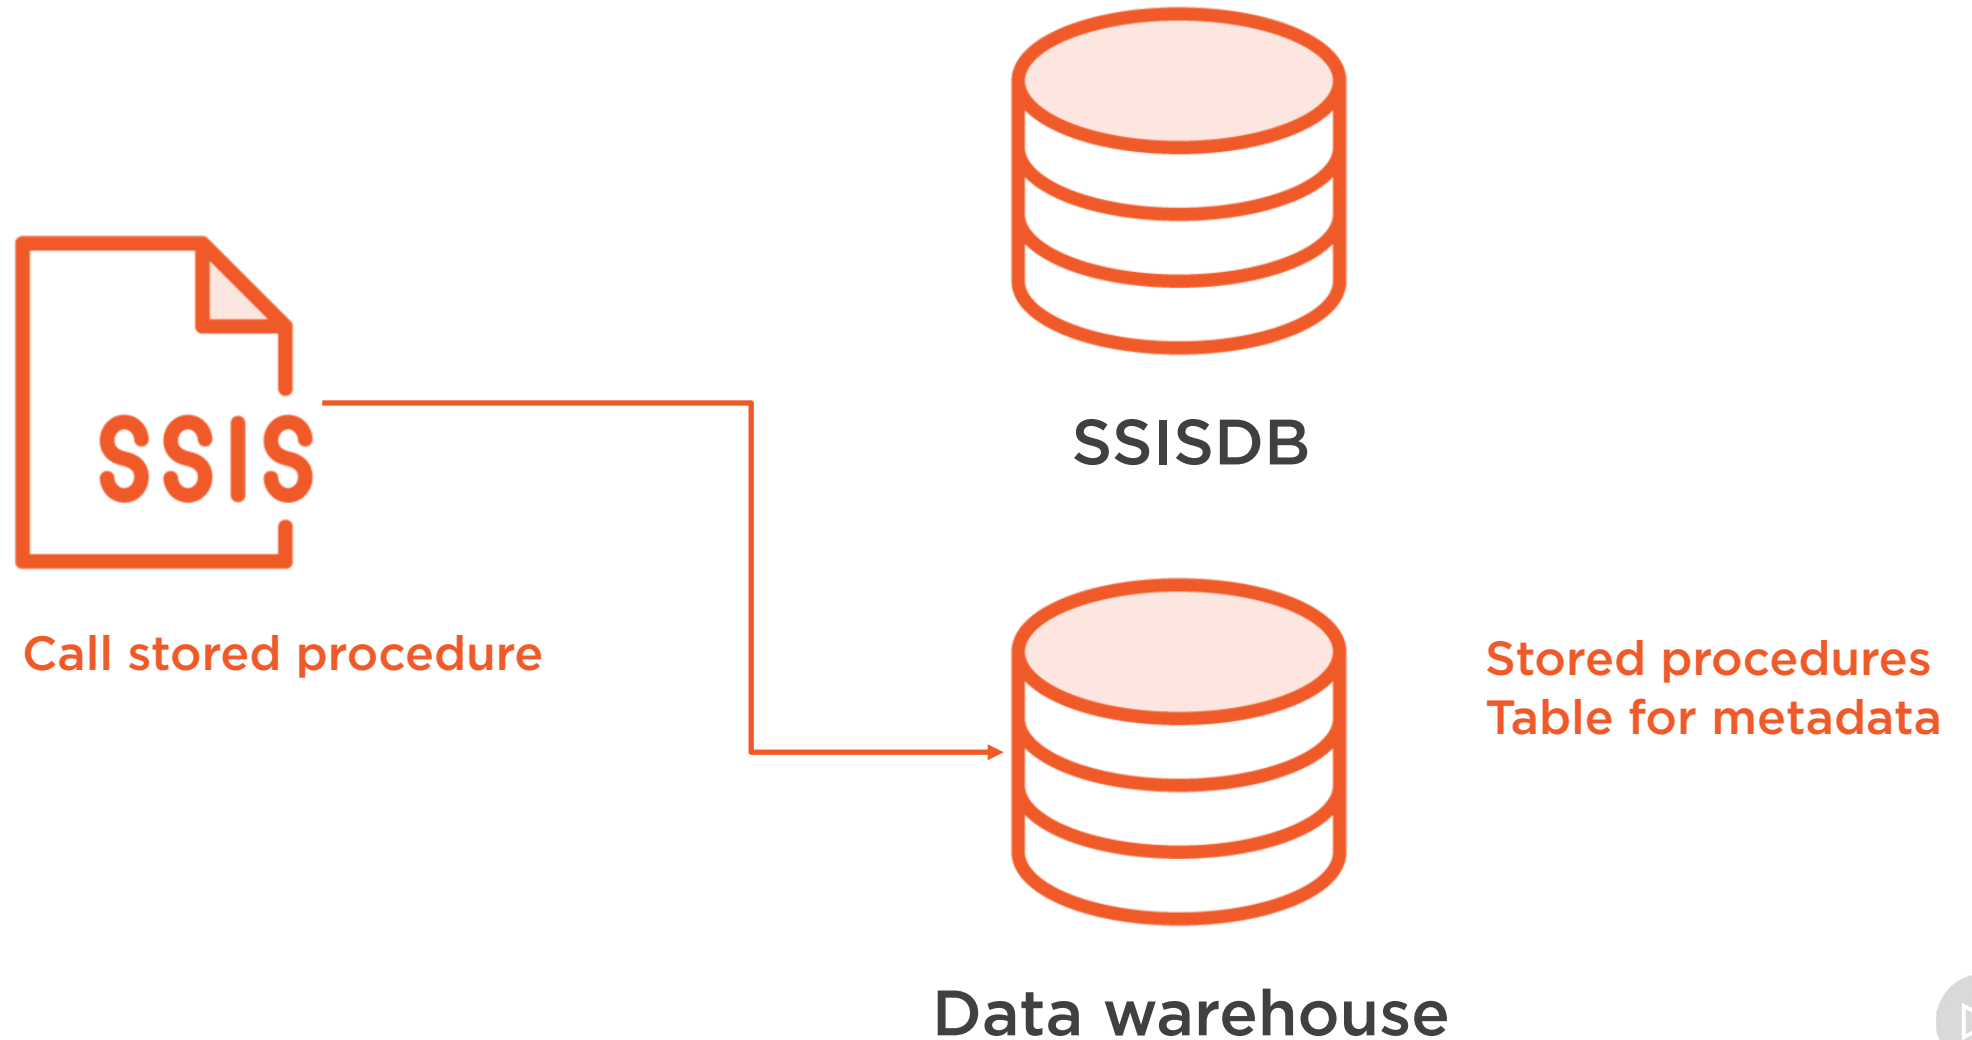 SSISDB
SSIS
Call stored procedure
Stored procedures
Table for metadata
Data warehouse